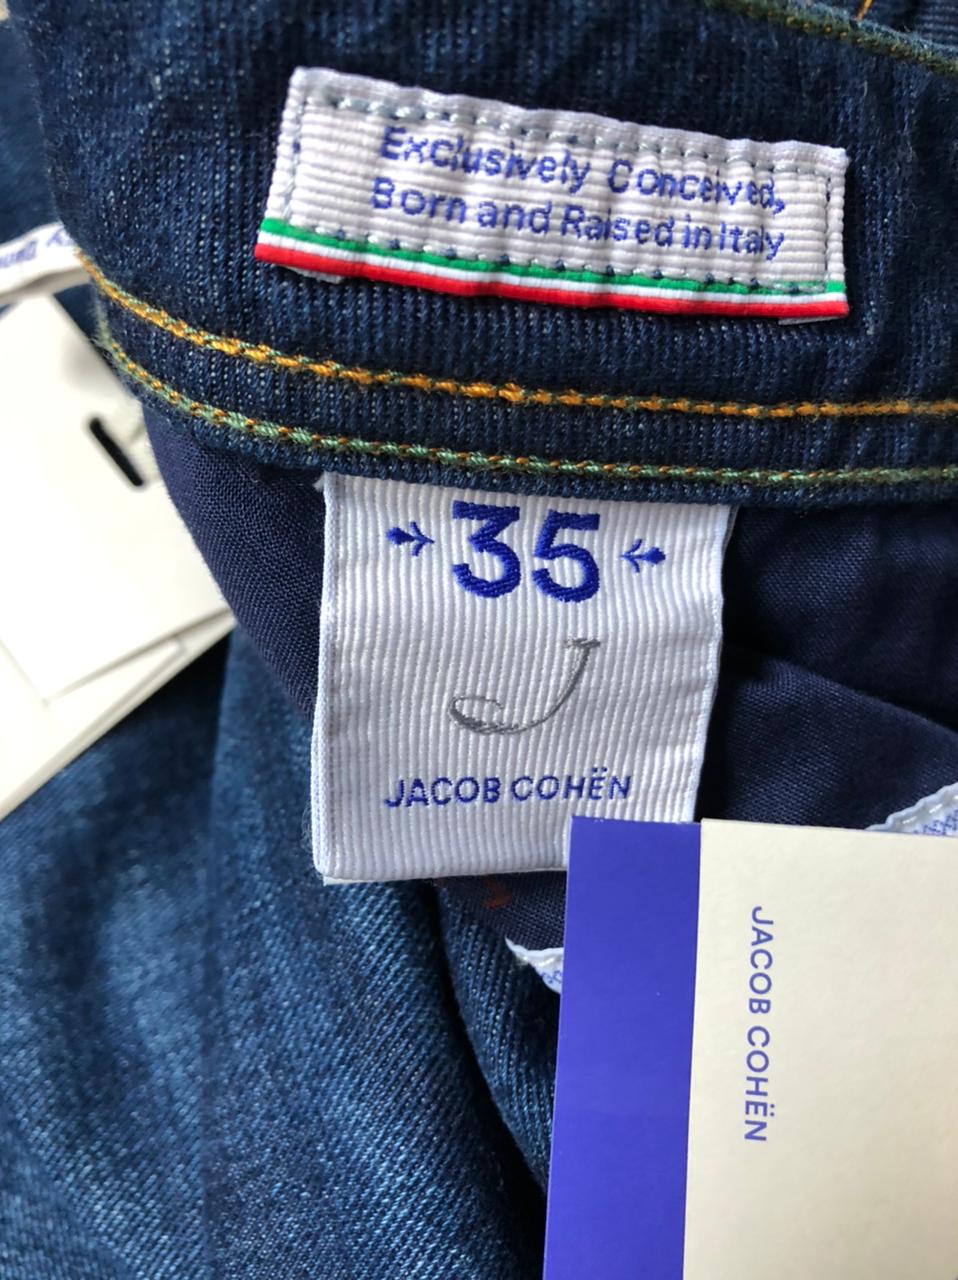 Exclusively Conceived,
Born and Raised in Italy
35
JACOB COHËN
JACOB COHËN